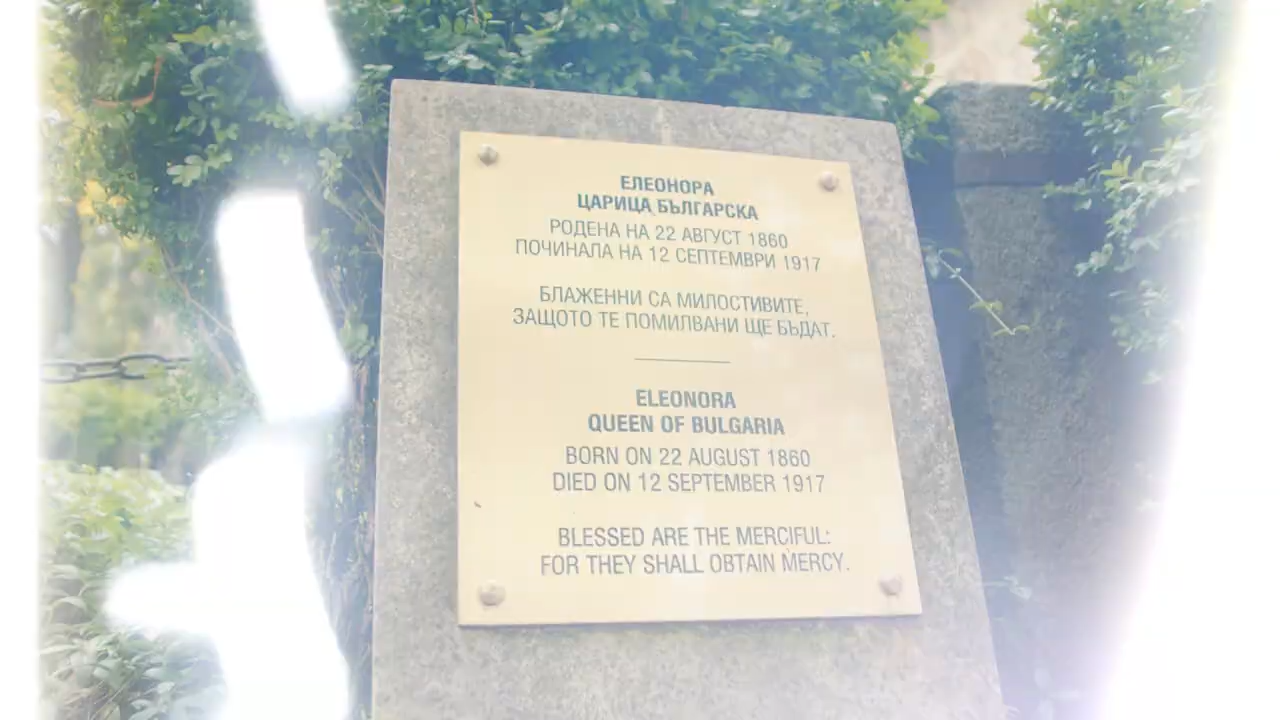 ЕЛЕОНОРА
ЦАРИЦА БЪЛГАРСКА
РОДЕНА НА 22 АВГУСТ 1860
ПОЧИНАЛА НА 12 СЕПТЕМВРИ 1917
БЛАЖЕННИ СА МИЛОСТИВИТЕ,
ЗАЩОТО ТЕ ПОМИЛВАНИ ЩЕ БЪДАТ.
ELEONORA
QUEEN OF BULGARIA
BORN ON 22 AUGUST 1860
DIED ON 12 SEPTEMBER 1917
BLESSED ARE THE MERCIFUL:
FOR THEY SHALL OBTAIN MERCY.